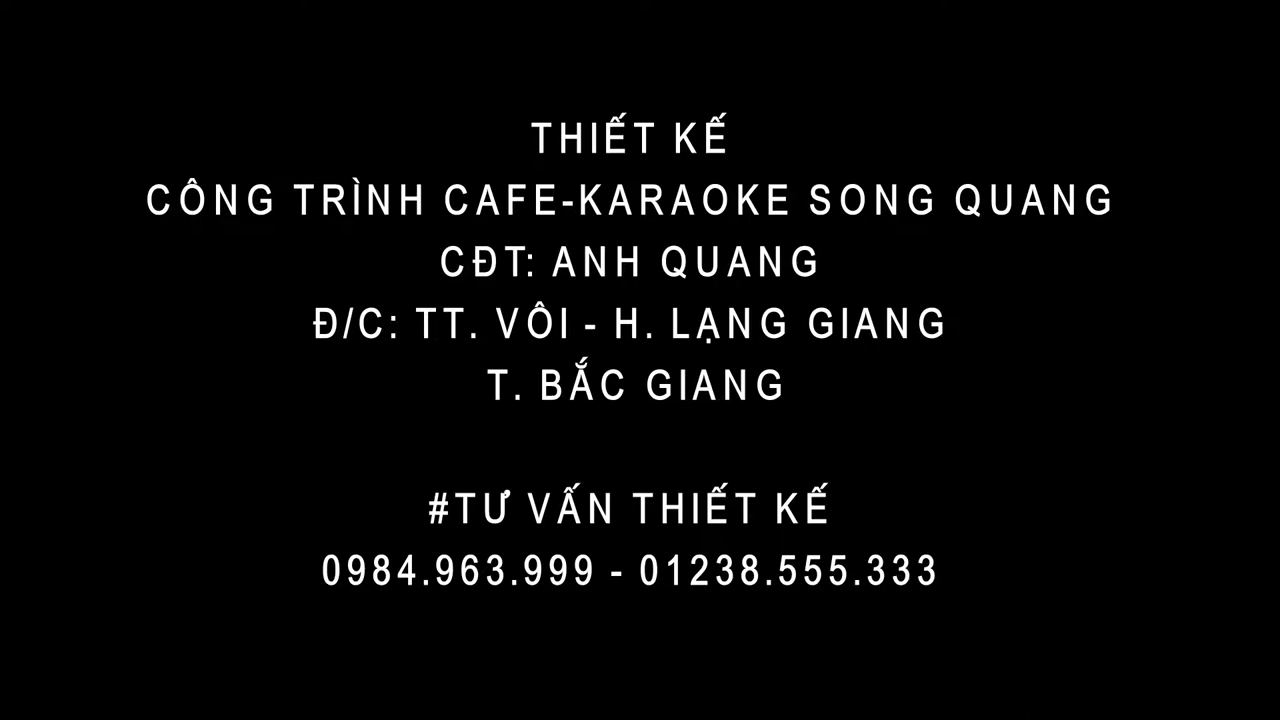 THIẾT KẾ
CÔNG TRÌNH CAFE-KARAOKE SONG QUANG
CĐT: ANH QUANG
Đ/C: TT. VÔI - H. LẠNG GIANG
T. BẮC GIANG
#TƯ VẤN THIẾT KẾ
0984.963.999 - 01238.555.333